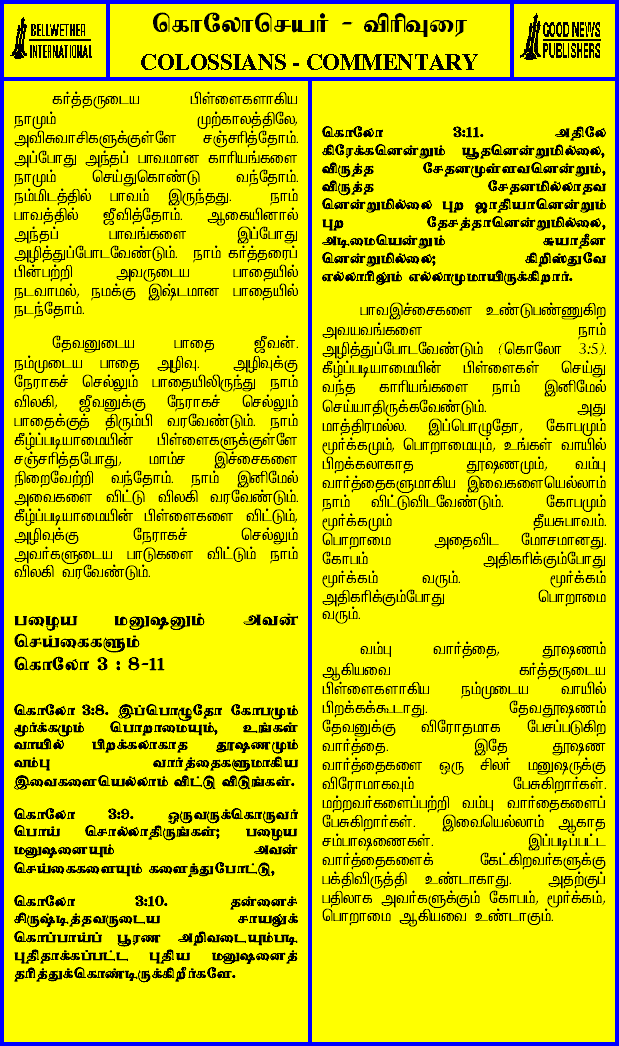 BELLWETHER
INTERNATIONAL
கொலோசெயர் - விரிவுரை
COLOSSIANS - COMMENTARY
GOOD NEWS
PUBLISHERS
கர்த்தருடைய பிள்ளைகளாகிய
நாமும் முற்காலத்திலே,
அவிசுவாசிகளுக்குள்ளே சஞ்சரித்தோம்.
அப்போது அந்தப் பாவமான காரியங்களை
நாமும் செய்துகொண்டு வந்தோம்.
நம்மிடத்தில் பாவம் இருந்தது. நாம்
பாவத்தில் ஜீவித்தோம். ஆகையினால்
அந்தப் பாவங்களை இப்போது
அழித்துப்போடவேண்டும். நாம் கர்த்தரைப்
பின்பற்றி அவருடைய பாதையில்
நடவாமல், நமக்கு இஷ்டமான பாதையில்
நடந்தோம்.
தேவனுடைய பாதை ஜீவன்.
நம்முடைய பாதை அழிவு. அழிவுக்கு
நேராகச் செல்லும் பாதையிலிருந்து நாம்
விலகி, ஜீவனுக்கு நேராகச் செல்லும்
பாதைக்குத் திரும்பி வரவேண்டும். நாம்
கீழ்ப்படியாமையின் பிள்ளைகளுக்குள்ளே
சஞ்சரித்தபோது, மாம்ச இச்சைகளை
நிறைவேற்றி வந்தோம். நாம் இனிமேல்
அவைகளை விட்டு விலகி வரவேண்டும்.
கீழ்ப்படியாமையின் பிள்ளைகளை விட்டும்,
அழிவுக்கு நேராகச் செல்லும்
அவர்களுடைய பாடுகளை விட்டும் நாம்
விலகி வரவேண்டும்.
பழைய மனுஷனும் அவன்
செய்கைகளும்
கொலோ 3 : 8-11
கொலோ 3:8. இப்பொழுதோ கோபமும்
மூர்க்கமும் பொறாமையும், உங்கள்
வாயில் பிறக்கலாகாத தூஷணமும்
வம்பு வார்த்தைகளுமாகிய
இவைகளையெல்லாம் விட்டு விடுங்கள்.
கொலோ 3:9. ஒருவருக்கொருவர்
பொய் சொல்லாதிருங்கள்; பழைய
மனுஷனையும் அவன்
செய்கைகளையும் களைந்துபோட்டு,
கொலோ 3:10. தன்னைச்
சிருஷ்டித்தவருடைய சாயலுக்
கொப்பாய்ப் பூரண அறிவடையும்படி
புதிதாக்கப்பட்ட புதிய மனுஷனைத்
தரித்துக்கொண்டிருக்கிறீர்களே.
கொலோ 3:11. அதிலே
கிரேக்கனென்றும் யூதனென்றுமில்லை,
விருத்த சேதனமுள்ளவனென்றும்,
விருத்த சேதனமில்லாதவ
னென்றுமில்லை புற ஜாதியானென்றும்
புற தேசத்தானென்றுமில்லை,
அடிமையென்றும் சுயாதீன
னென்றுமில்லை; கிறிஸ்துவே
எல்லாரிலும் எல்லாமுமாயிருக்கிறார்.
பாவஇச்சைகளை உண்டுபண்ணுகிற
அவயவங்களை நாம்
அழித்துப்போடவேண்டும் (கொலோ 3:5).
கீழ்ப்படியாமையின் பிள்ளைகள் செய்து
வந்த காரியங்களை நாம் இனிமேல்
செய்யாதிருக்கவேண்டும். அது
மாத்திரமல்ல. இப்பொழுதோ, கோபமும்
மூர்க்கமும், பொறாமையும், உங்கள் வாயில்
பிறக்கலாகாத தூஷணமும், வம்பு
வார்த்தைகளுமாகிய இவைகளையெல்லாம்
நாம் விட்டுவிடவேண்டும். கோபமும்
மூர்க்கமும் தீயசுபாவம்.
பொறாமை அதைவிட மோசமானது.
கோபம் அதிகரிக்கும்போது
மூர்க்கம் வரும். மூர்க்கம்
அதிகரிக்கும்போது பொறாமை
வரும்.
வம்பு வார்த்தை, தூஷணம்
ஆகியவை கர்த்தருடைய
பிள்ளைகளாகிய நம்முடைய வாயில்
பிறக்கக்கூடாது. தேவதூஷணம்
தேவனுக்கு விரோதமாக பேசப்படுகிற
வார்த்தை. இதே தூஷண
வார்த்தைகளை ஒரு சிலர் மனுஷருக்கு
விரோமாகவும் பேசுகிறார்கள்.
மற்றவர்களைப்பற்றி வம்பு வார்தைகளைப்
பேசுகிறார்கள். இவையெல்லாம் ஆகாத
சம்பாஷணைகள். இப்படிப்பட்ட
வார்த்தைகளைக் கேட்கிறவர்களுக்கு
பக்திவிருத்தி உண்டாகாது. அதற்குப்
பதிலாக அவர்களுக்கும் கோபம், மூர்க்கம்,
பொறாமை ஆகியவை உண்டாகும்.